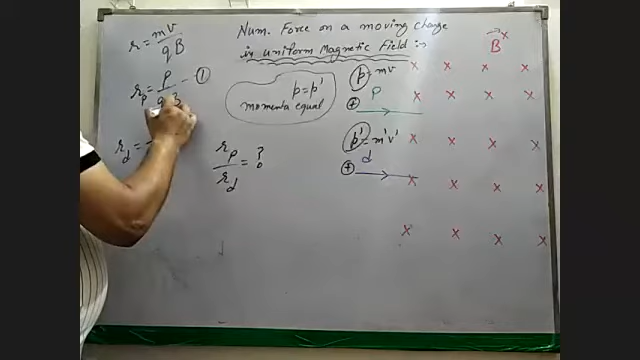 Num. Force on a moving charge
in uniform Magnetic Field :-
r = mv/qB
B
p = mv
r_p = p/qB - ①
p = p'
momenta equal
+ P
p' = m'v'
r_d =
r_p/r_d = ?
+ d
x x x x
x x x x
x x x x
x x x x